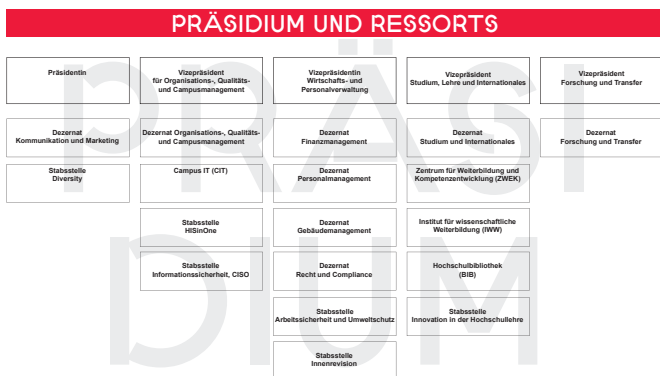 PRÄSIDIUM UND RESSORTS
PRÄSI
DIUM
Präsidentin
Vizepräsident
für Organisations-, Qualitäts-
und Campusmanagement
Vizepräsidentin
Wirtschafts- und
Personalverwaltung
Vizepräsident
Studium, Lehre und Internationales
Vizepräsident
Forschung und Transfer
Dezernat
Kommunikation und Marketing
Dezernat Organisations-, Qualitäts-
und Campusmanagement
Dezernat
Finanzmanagement
Dezernat
Studium und Internationales
Dezernat
Forschung und Transfer
Stabsstelle
Diversity
Campus IT (CIT)
Dezernat
Personalmanagement
Zentrum für Weiterbildung und
Kompetenzentwicklung (ZWEK)
Stabsstelle
HISinOne
Dezernat
Gebäudemanagement
Institut für wissenschaftliche
Weiterbildung (IWW)
Stabsstelle
Informationssicherheit, CISO
Dezernat
Recht und Compliance
Hochschulbibliothek
(BIB)
Stabsstelle
Arbeitssicherheit und Umweltschutz
Stabsstelle
Innovation in der Hochschullehre
Stabsstelle
Innenrevision